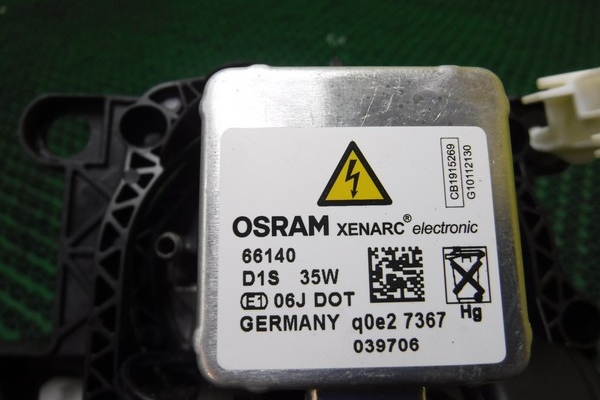 CB1915269
G10112130
OSRAM XENARC® electronic
66140
D1S 35W
E1 06J DOT
GERMANY q0e2 7367
Hg
039706